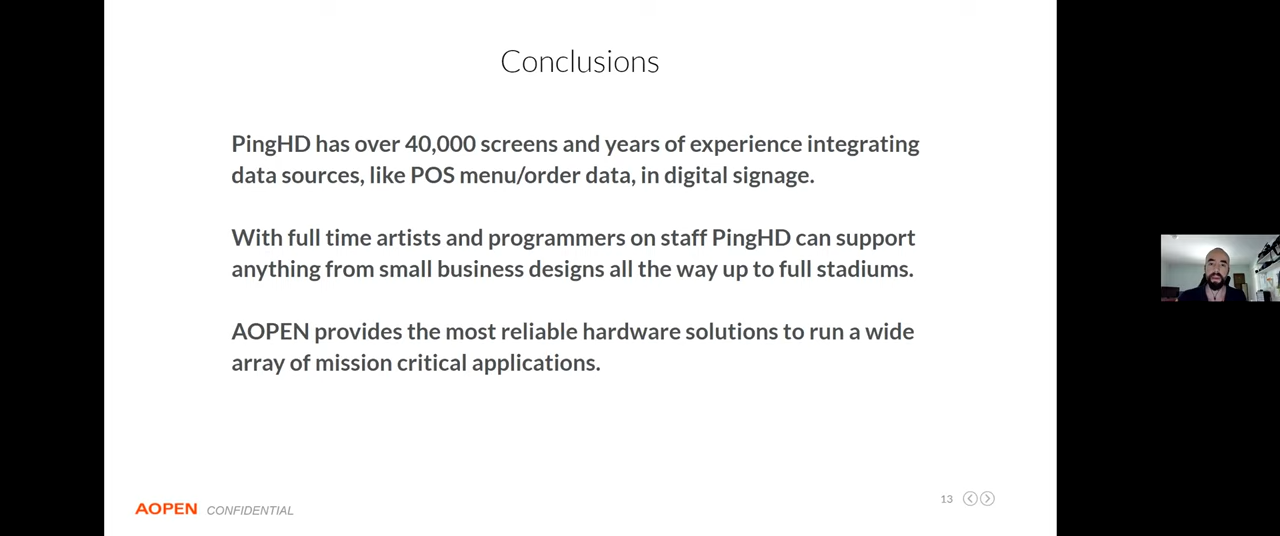 Conclusions
PingHD has over 40,000 screens and years of experience integrating
data sources, like POS menu/order data, in digital signage.
With full time artists and programmers on staff PingHD can support
anything from small business designs all the way up to full stadiums.
AOPEN provides the most reliable hardware solutions to run a wide
array of mission critical applications.
AOPEN CONFIDENTIAL
13